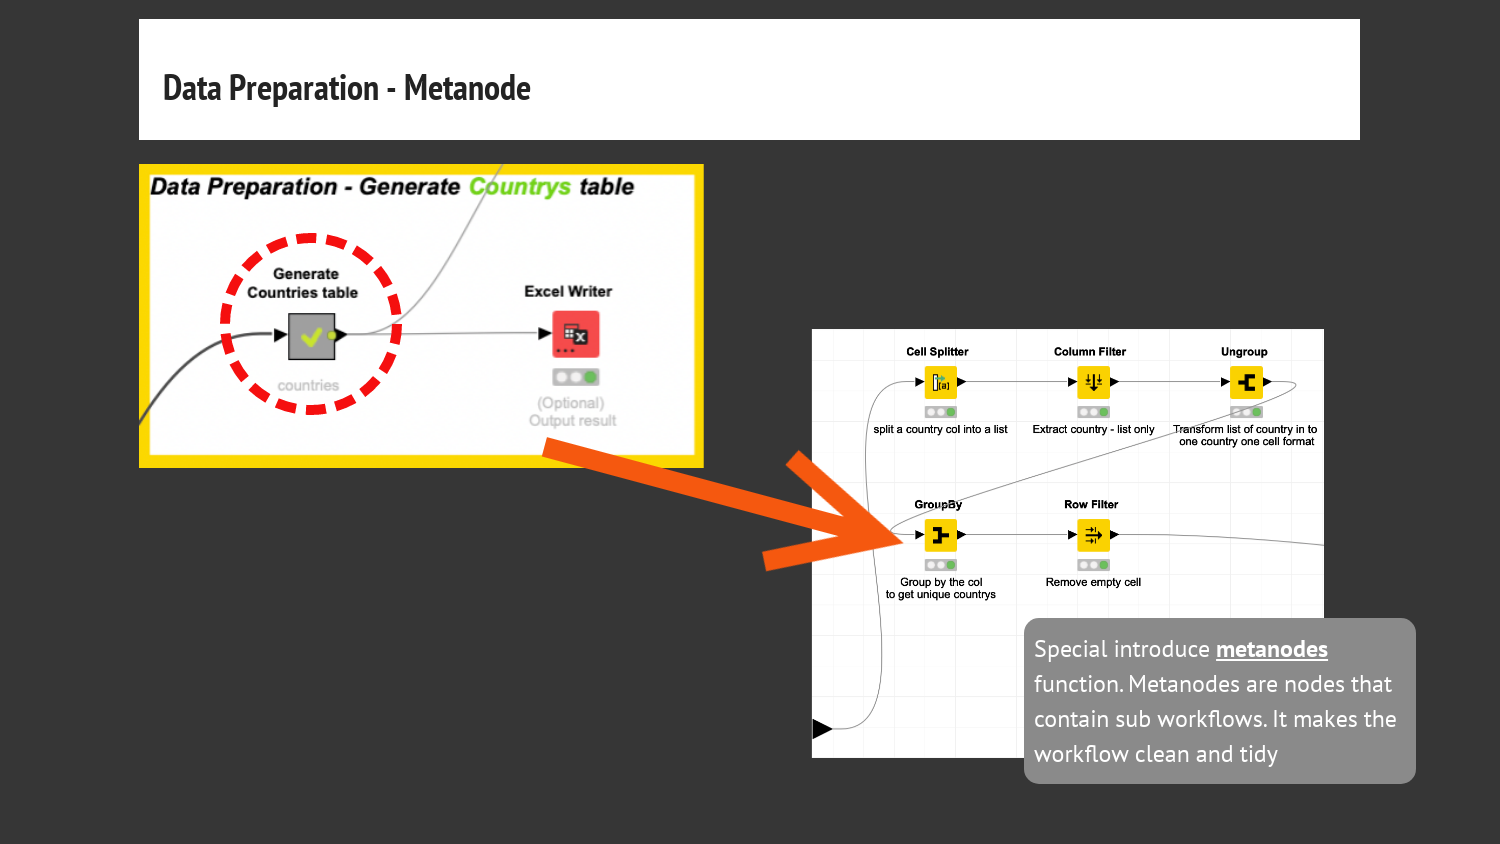 Data Preparation - Metanode
Data Preparation - Generate Countrys table
Generate
Countries table
countries
Excel Writer
(Optional)
Output result
Cell Splitter
split a country col into a list
Column Filter
Extract country - list only
Ungroup
Transform list of country in to
one country one cell format
GroupBy
Group by the col
to get unique countrys
Row Filter
Remove empty cell
Special introduce metanodes
function. Metanodes are nodes that
contain sub workflows. It makes the
workflow clean and tidy